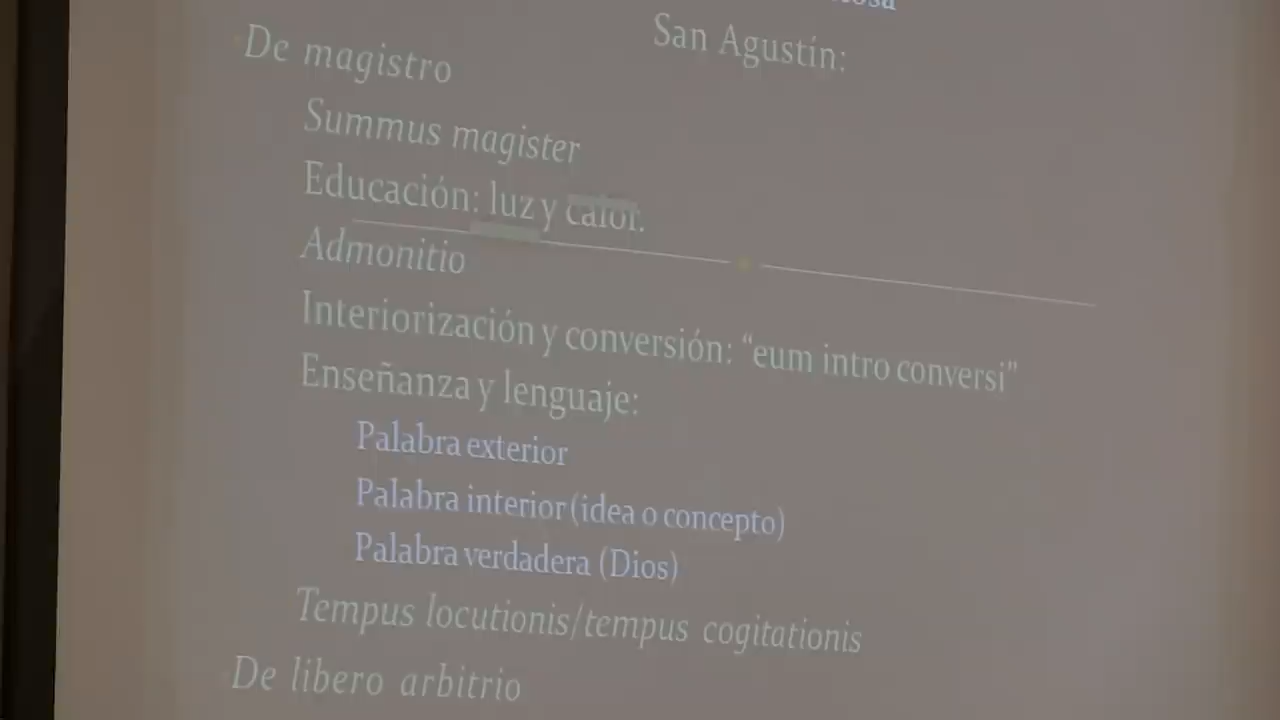 San Agustín:
De magistro
Summus magister
Educación: luz y calor.
Admonitio
Interiorización y conversión: “eum intro conversi”
Enseñanza y lenguaje:
Palabra exterior
Palabra interior (idea o concepto)
Palabra verdadera (Dios)
Tempus locutionis/tempus cogitationis
De libero arbitrio